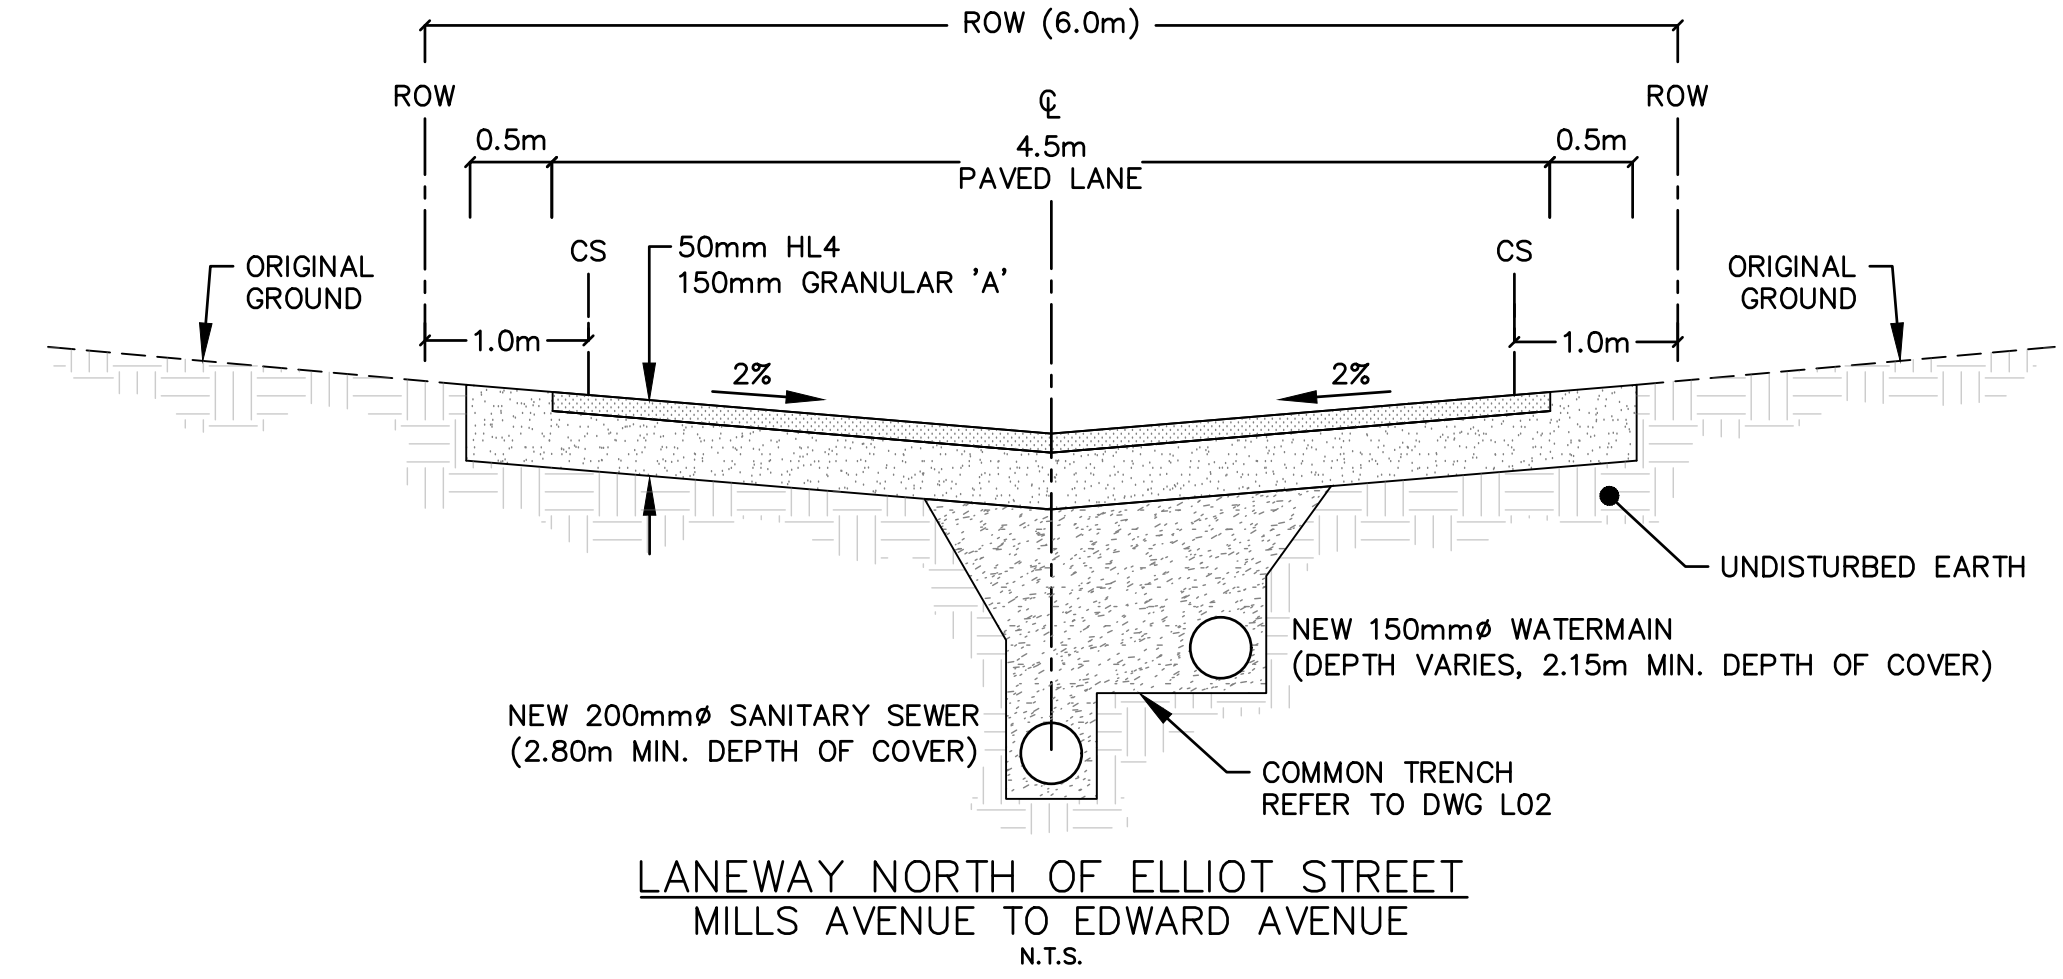 ROW (6.0m)
ROW
ROW
℄
0.5m
4.5m
0.5m
PAVED LANE
CS
50mm HL4
150mm GRANULAR 'A'
CS
ORIGINAL
GROUND
ORIGINAL
GROUND
1.0m
1.0m
2%
2%
UNDISTURBED EARTH
NEW 150mmø WATERMAIN
(DEPTH VARIES, 2.15m MIN. DEPTH OF COVER)
NEW 200mmø SANITARY SEWER
(2.80m MIN. DEPTH OF COVER)
COMMON TRENCH
REFER TO DWG L02
LANEWAY NORTH OF ELLIOT STREET
MILLS AVENUE TO EDWARD AVENUE
N.T.S.